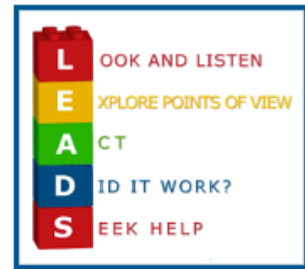 LOOK AND LISTEN
EXPLORE POINTS OF VIEW
ACT
DID IT WORK?
SEEK HELP